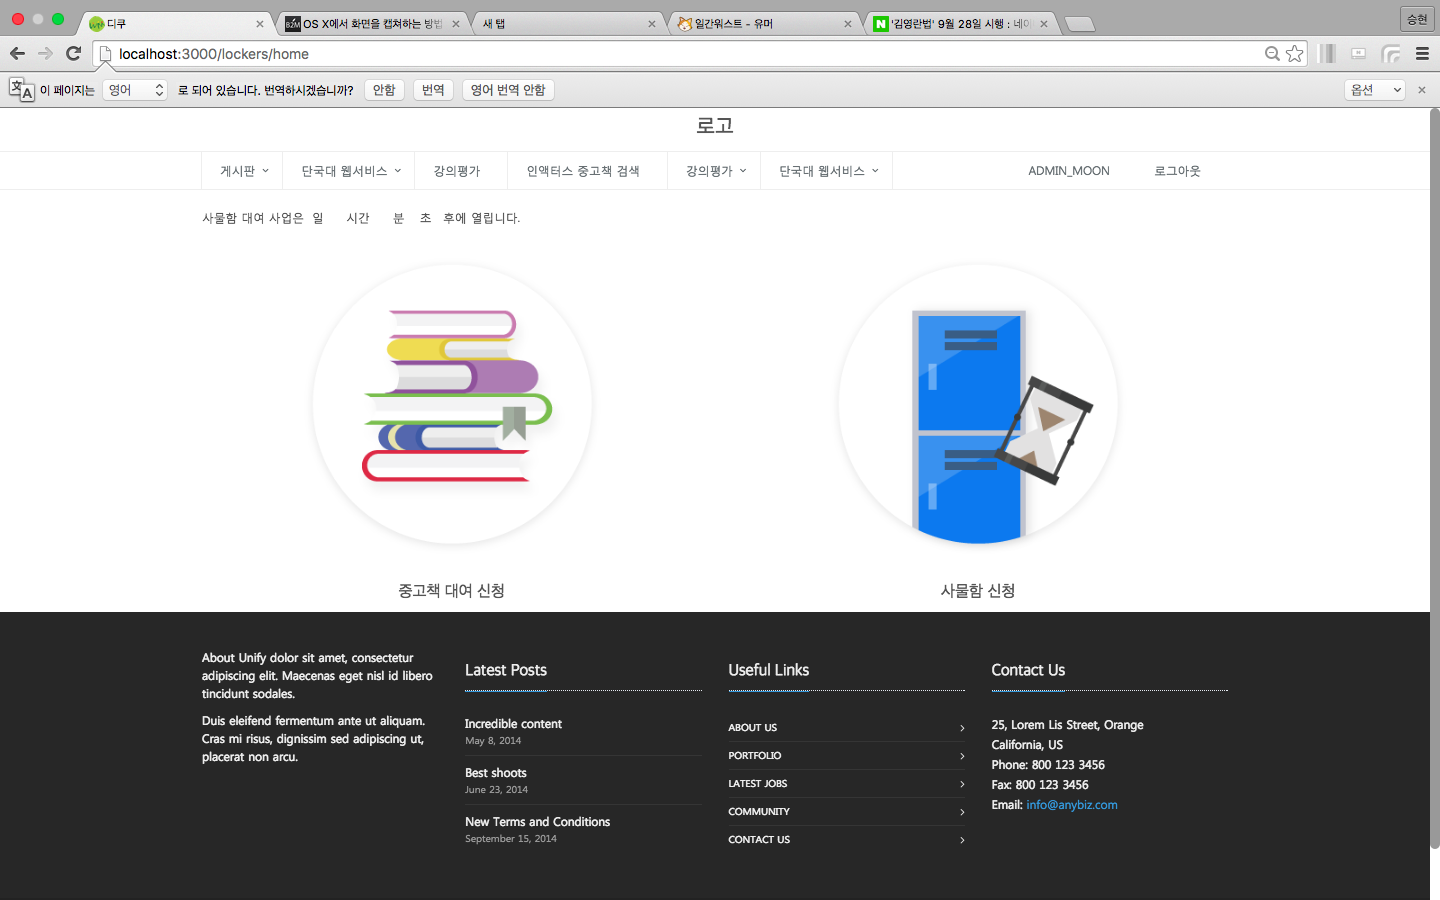 디쿠
OS X에서 화면을 캡쳐하는 방법
새 탭
일간워스트 - 유머
'김영란법' 9월 28일 시행 : 네이
승현
localhost:3000/lockers/home
이 페이지는 영어 로 되어 있습니다. 번역하시겠습니까? 안함 번역 영어 번역 안함 옵션
로고
게시판 단국대 웹서비스 강의평가 인액터스 중고책 검색 강의평가 단국대 웹서비스 ADMIN_MOON 로그아웃
사물함 대여 사업은 일 시간 분 초 후에 열립니다.
중고책 대여 신청
사물함 신청
About Unify dolor sit amet, consectetur
adipiscing elit. Maecenas eget nisl id libero
tincidunt sodales.
Duis eleifend fermentum ante ut aliquam.
Cras mi risus, dignissim sed adipiscing ut,
placerat non arcu.
Latest Posts
Incredible content
May 8, 2014
Best shoots
June 23, 2014
New Terms and Conditions
September 15, 2014
Useful Links
ABOUT US
PORTFOLIO
LATEST JOBS
COMMUNITY
CONTACT US
Contact Us
25, Lorem Lis Street, Orange
California, US
Phone: 800 123 3456
Fax: 800 123 3456
Email: info@anybiz.com